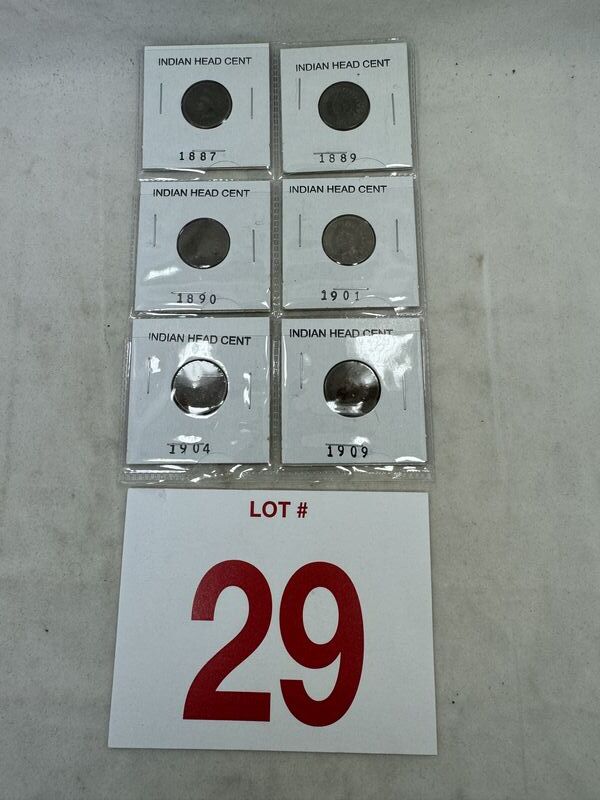 INDIAN HEAD CENT
1887
INDIAN HEAD CENT
1889
INDIAN HEAD CENT
1890
INDIAN HEAD CENT
1901
INDIAN HEAD CENT
1904
INDIAN HEAD CENT
1909
LOT #
29